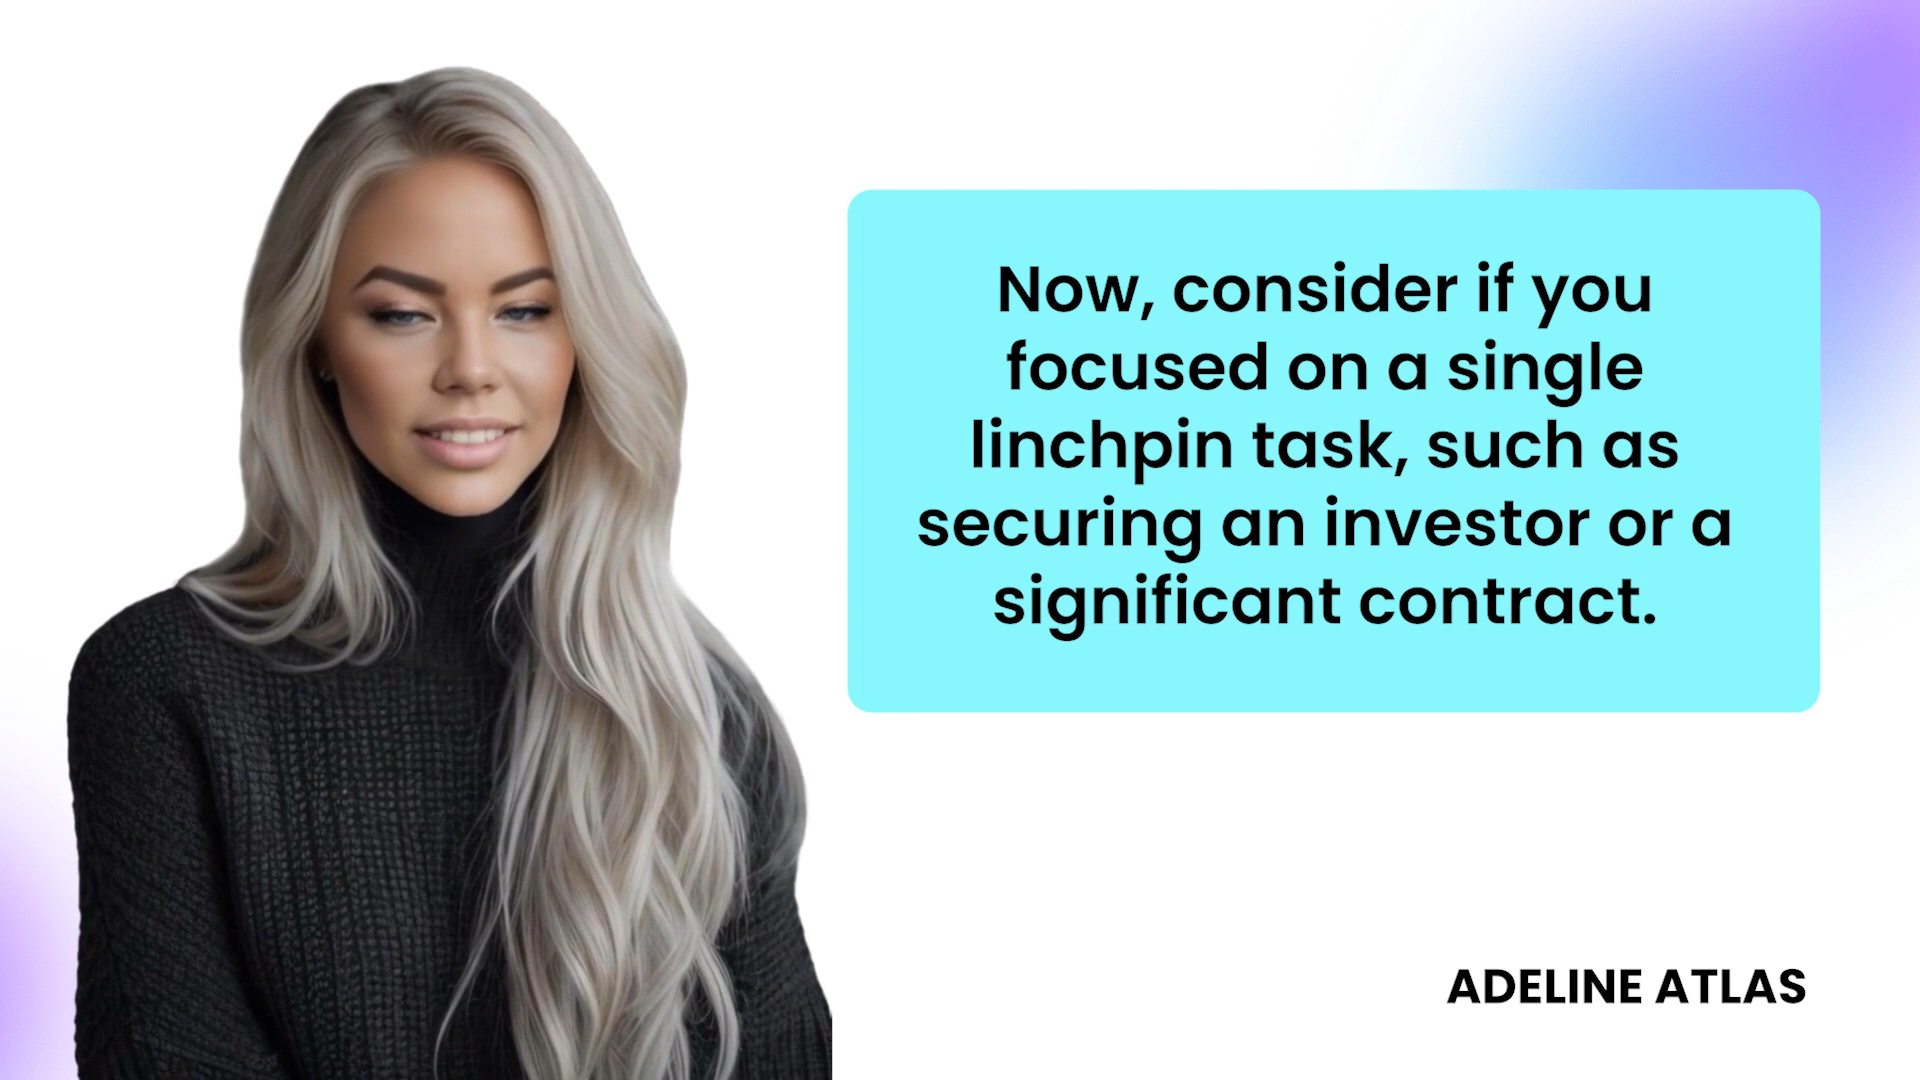 Now, consider if you
focused on a single
linchpin task, such as
securing an investor or a
significant contract.
ADELINE ATLAS